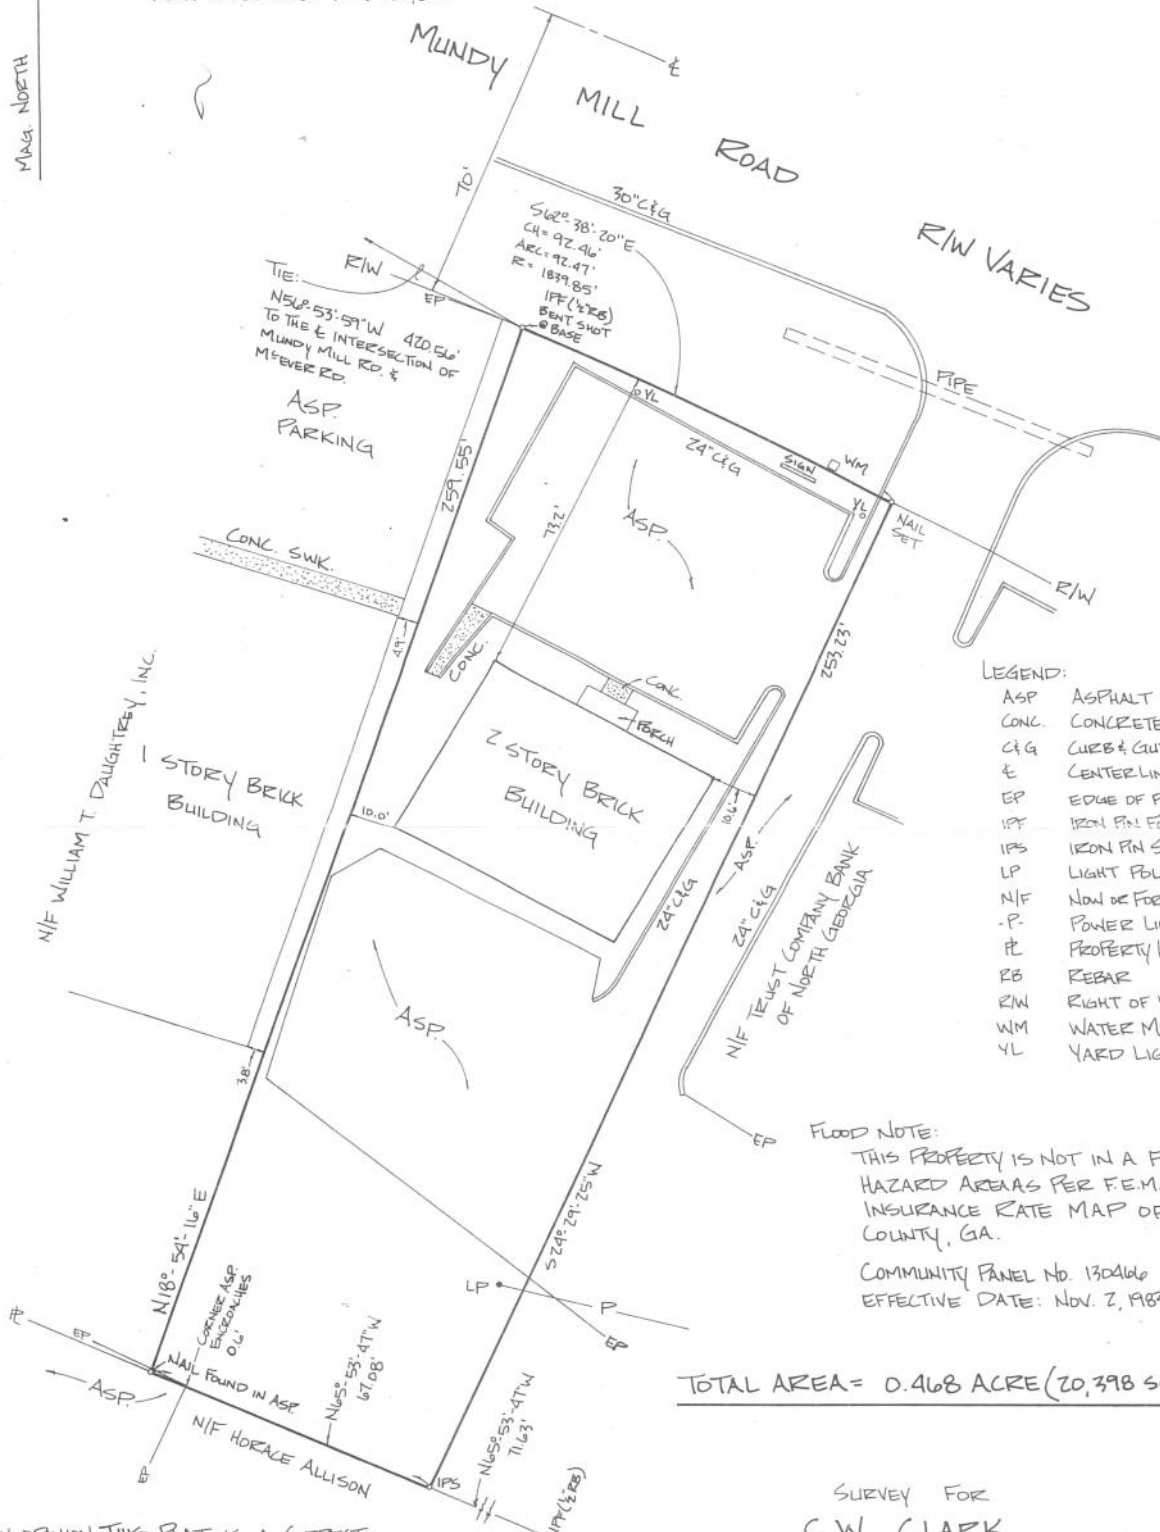 MAG. NORTH
MUNDY
MILL
ROAD
R/W VARIES
℄
70'
30" C&G
S62°-38'-20"E
CH = 92.46'
ARC = 92.47'
R = 1839.85'
IPF (1/2" RB)
BENT SHOT
@ BASE
R/W
EP
TIE:
N56°-53'-59"W 420.56'
TO THE ℄ INTERSECTION OF
MUNDY MILL RD. &
McEVER RD.
ASP.
PARKING
259.55'
YL
24" C&G
SIGN
WM
YL
PIPE
NAIL
SET
R/W
73.2'
ASP.
CONC. SWK.
4.9'
CONC.
CONC.
PORCH
253.23'
N/F WILLIAM T. DAUGHTREY, INC.
1 STORY BRICK
BUILDING
2 STORY BRICK
BUILDING
10.0'
10.6'
ASP.
24" C&G
24" C&G
N/F TRUST COMPANY BANK
OF NORTH GEORGIA
LEGEND:
ASP ASPHALT
CONC. CONCRETE
C&G CURB & GU
℄ CENTERLIN
EP EDGE OF P
IPF IRON PIN F
IPS IRON PIN S
LP LIGHT POL
N/F NOW OR FOR
-P- POWER LI
⅊ PROPERTY
RB REBAR
R/W RIGHT OF
WM WATER M
YL YARD LIG
ASP.
3.8'
EP
FLOOD NOTE:
THIS PROPERTY IS NOT IN A F
HAZARD AREA AS PER F.E.M.
INSURANCE RATE MAP OF
COUNTY, GA.
COMMUNITY PANEL NO. 130466
EFFECTIVE DATE: NOV. 2, 198
N18°-54'-16"E
S24°-29'-25"W
LP
P
EP
CORNER ASP.
ENCROACHES
0.6'
⅊
EP
NAIL FOUND IN ASP.
ASP.
N65°-53'-47"W
67.08'
N/F HORACE ALLISON
EP
IPS
N65°-53'-47"W
71.63'
IPF (1/2" RB)
TOTAL AREA = 0.468 ACRE (20,398 S
SURVEY FOR
C.W. CLARK